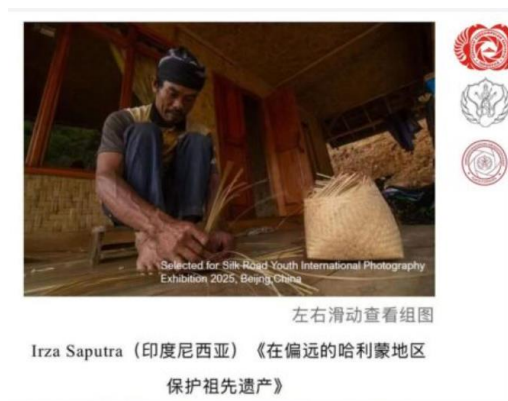 Selected for Silk Road Youth International Photography
Exhibition 2025, Beijng,China
左右滑动查看组图
Irza Saputra（印度尼西亚）《在偏远的哈利蒙地区
保护祖先遗产》